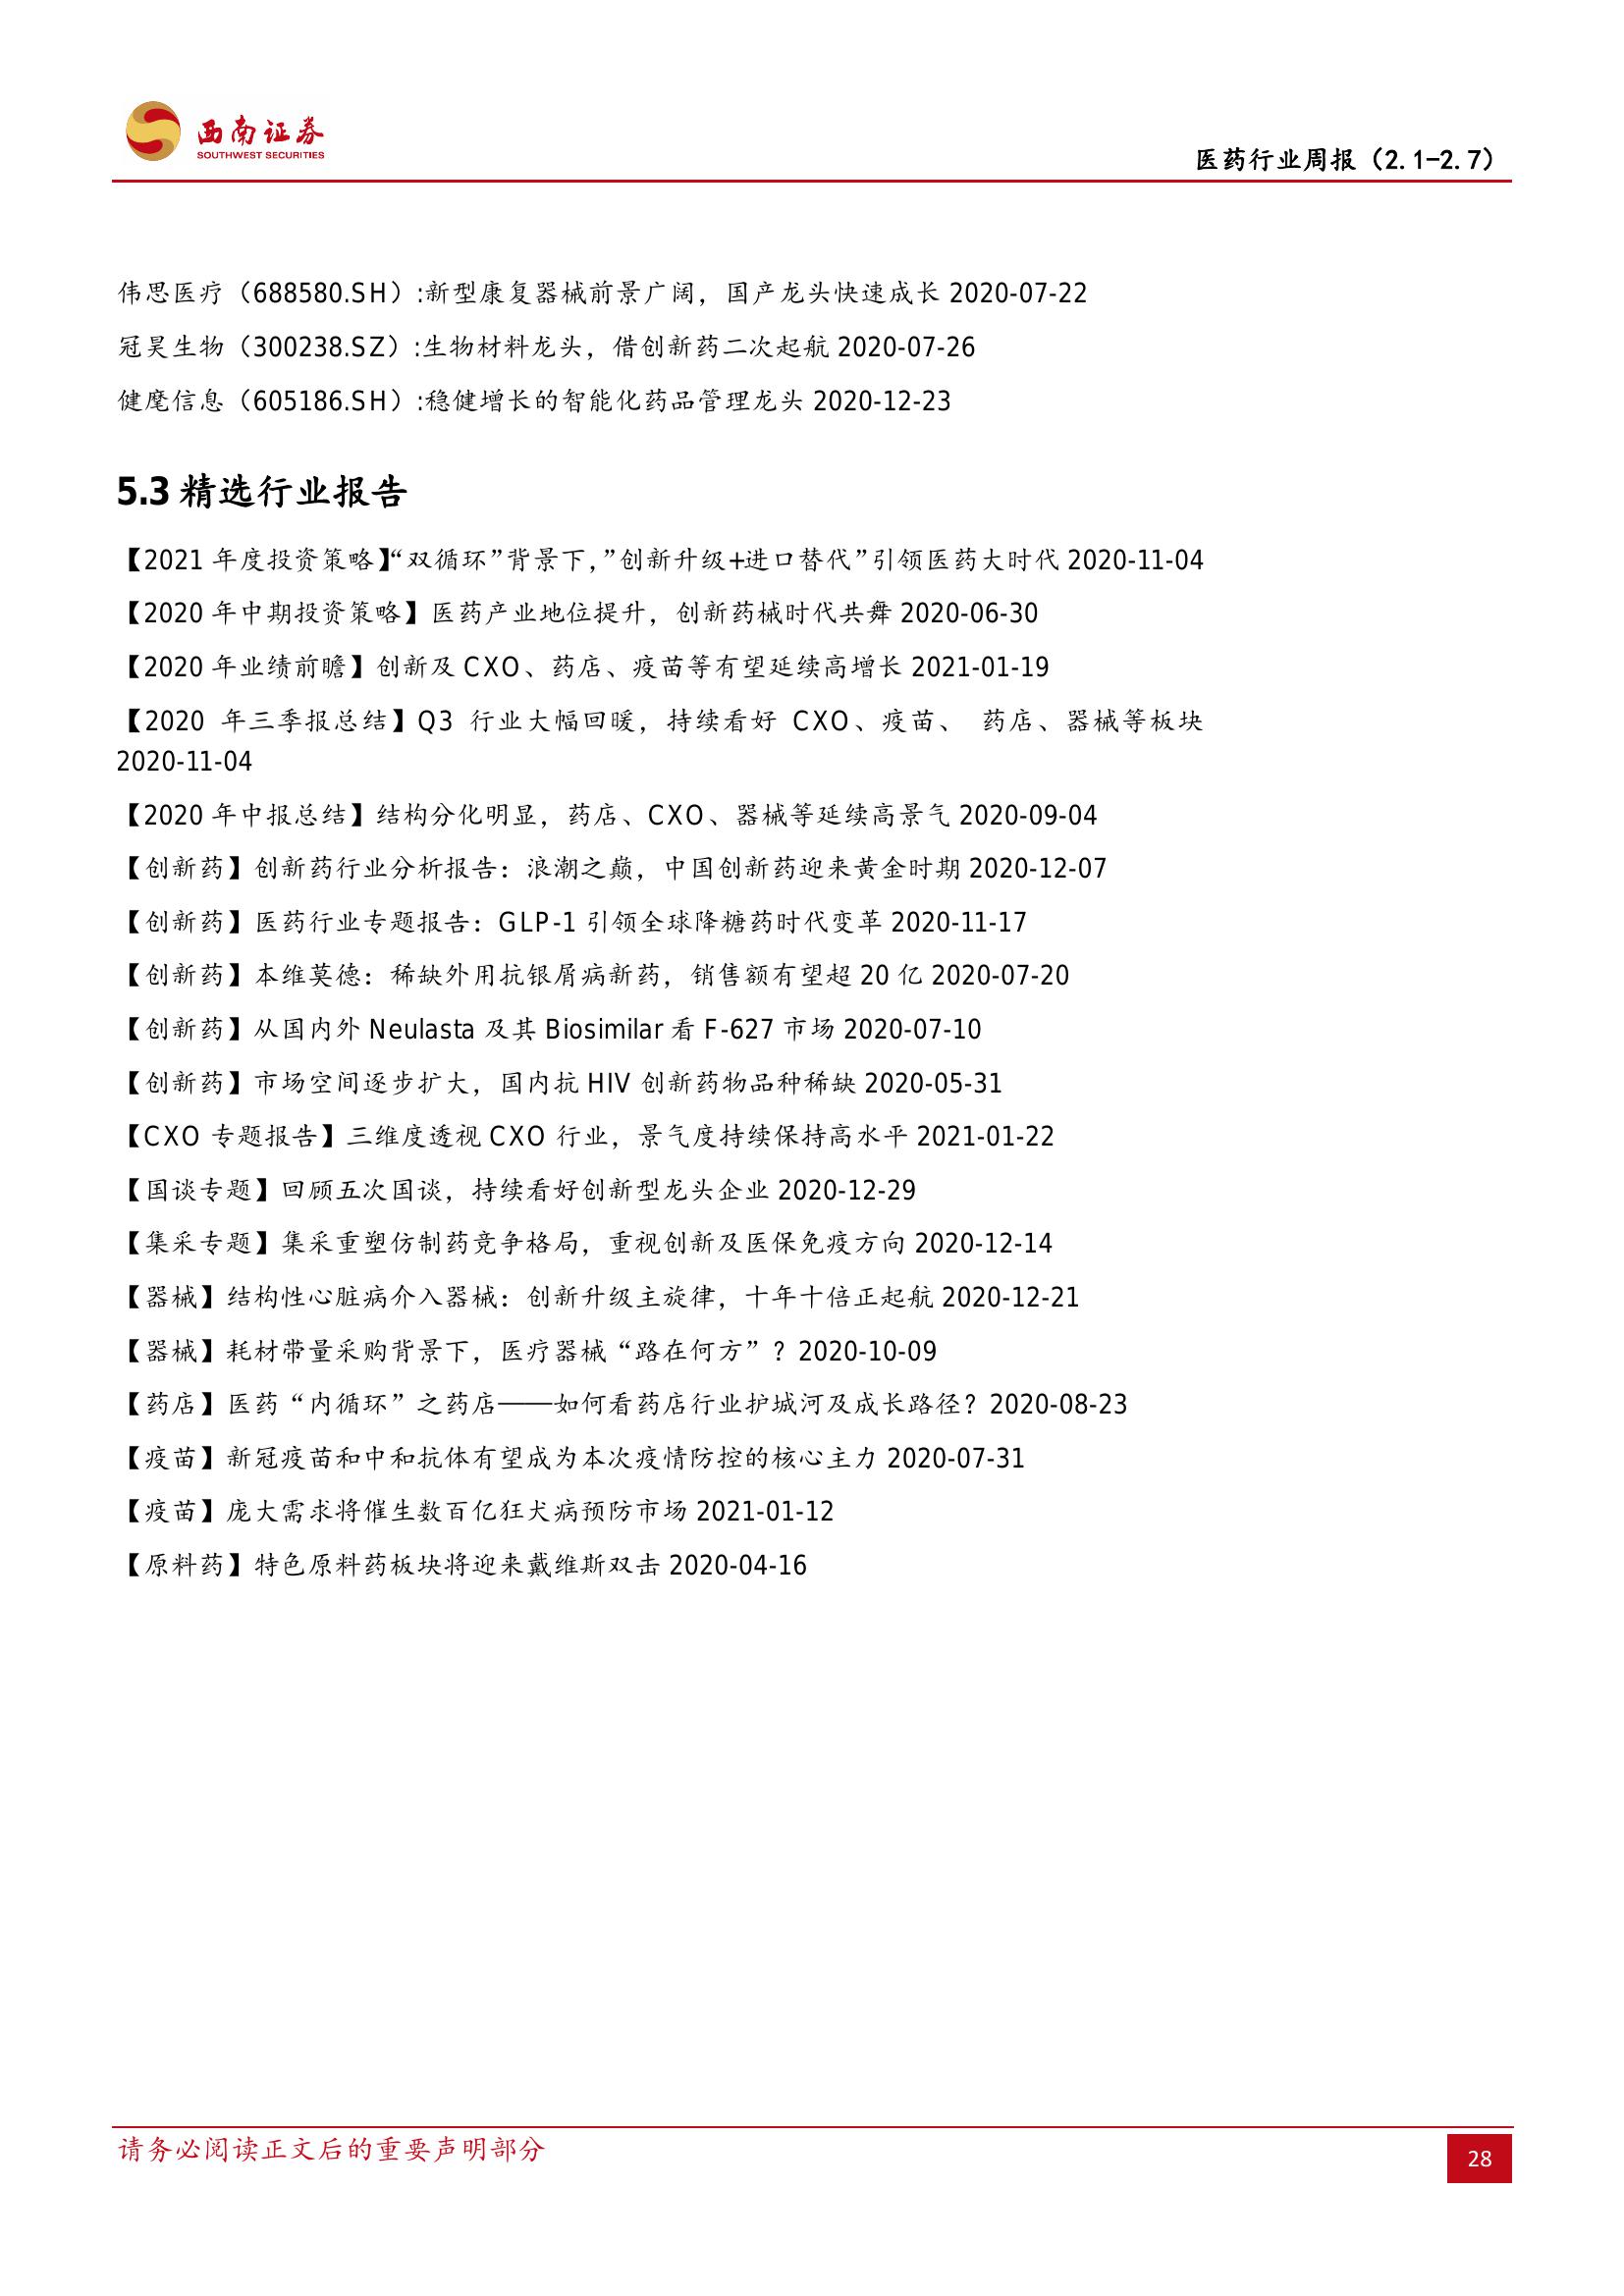 西南证券
SOUTHWEST SECURITIES
医药行业周报（2.1-2.7）
伟思医疗（688580.SH）:新型康复器械前景广阔，国产龙头快速成长 2020-07-22
冠昊生物（300238.SZ）:生物材料龙头，借创新药二次起航 2020-07-26
健麾信息（605186.SH）:稳健增长的智能化药品管理龙头 2020-12-23
5.3 精选行业报告
【2021 年度投资策略】“双循环”背景下，”创新升级+进口替代”引领医药大时代 2020-11-04
【2020 年中期投资策略】医药产业地位提升，创新药械时代共舞 2020-06-30
【2020 年业绩前瞻】创新及 CXO、药店、疫苗等有望延续高增长 2021-01-19
【2020 年三季报总结】Q3 行业大幅回暖，持续看好 CXO、疫苗、 药店、器械等板块
2020-11-04
【2020 年中报总结】结构分化明显，药店、CXO、器械等延续高景气 2020-09-04
【创新药】创新药行业分析报告：浪潮之巅，中国创新药迎来黄金时期 2020-12-07
【创新药】医药行业专题报告：GLP-1 引领全球降糖药时代变革 2020-11-17
【创新药】本维莫德：稀缺外用抗银屑病新药，销售额有望超 20 亿 2020-07-20
【创新药】从国内外 Neulasta 及其 Biosimilar 看 F-627 市场 2020-07-10
【创新药】市场空间逐步扩大，国内抗 HIV 创新药物品种稀缺 2020-05-31
【CXO 专题报告】三维度透视 CXO 行业，景气度持续保持高水平 2021-01-22
【国谈专题】回顾五次国谈，持续看好创新型龙头企业 2020-12-29
【集采专题】集采重塑仿制药竞争格局，重视创新及医保免疫方向 2020-12-14
【器械】结构性心脏病介入器械：创新升级主旋律，十年十倍正起航 2020-12-21
【器械】耗材带量采购背景下，医疗器械“路在何方”？2020-10-09
【药店】医药“内循环”之药店——如何看药店行业护城河及成长路径？2020-08-23
【疫苗】新冠疫苗和中和抗体有望成为本次疫情防控的核心主力 2020-07-31
【疫苗】庞大需求将催生数百亿狂犬病预防市场 2021-01-12
【原料药】特色原料药板块将迎来戴维斯双击 2020-04-16
请务必阅读正文后的重要声明部分
28